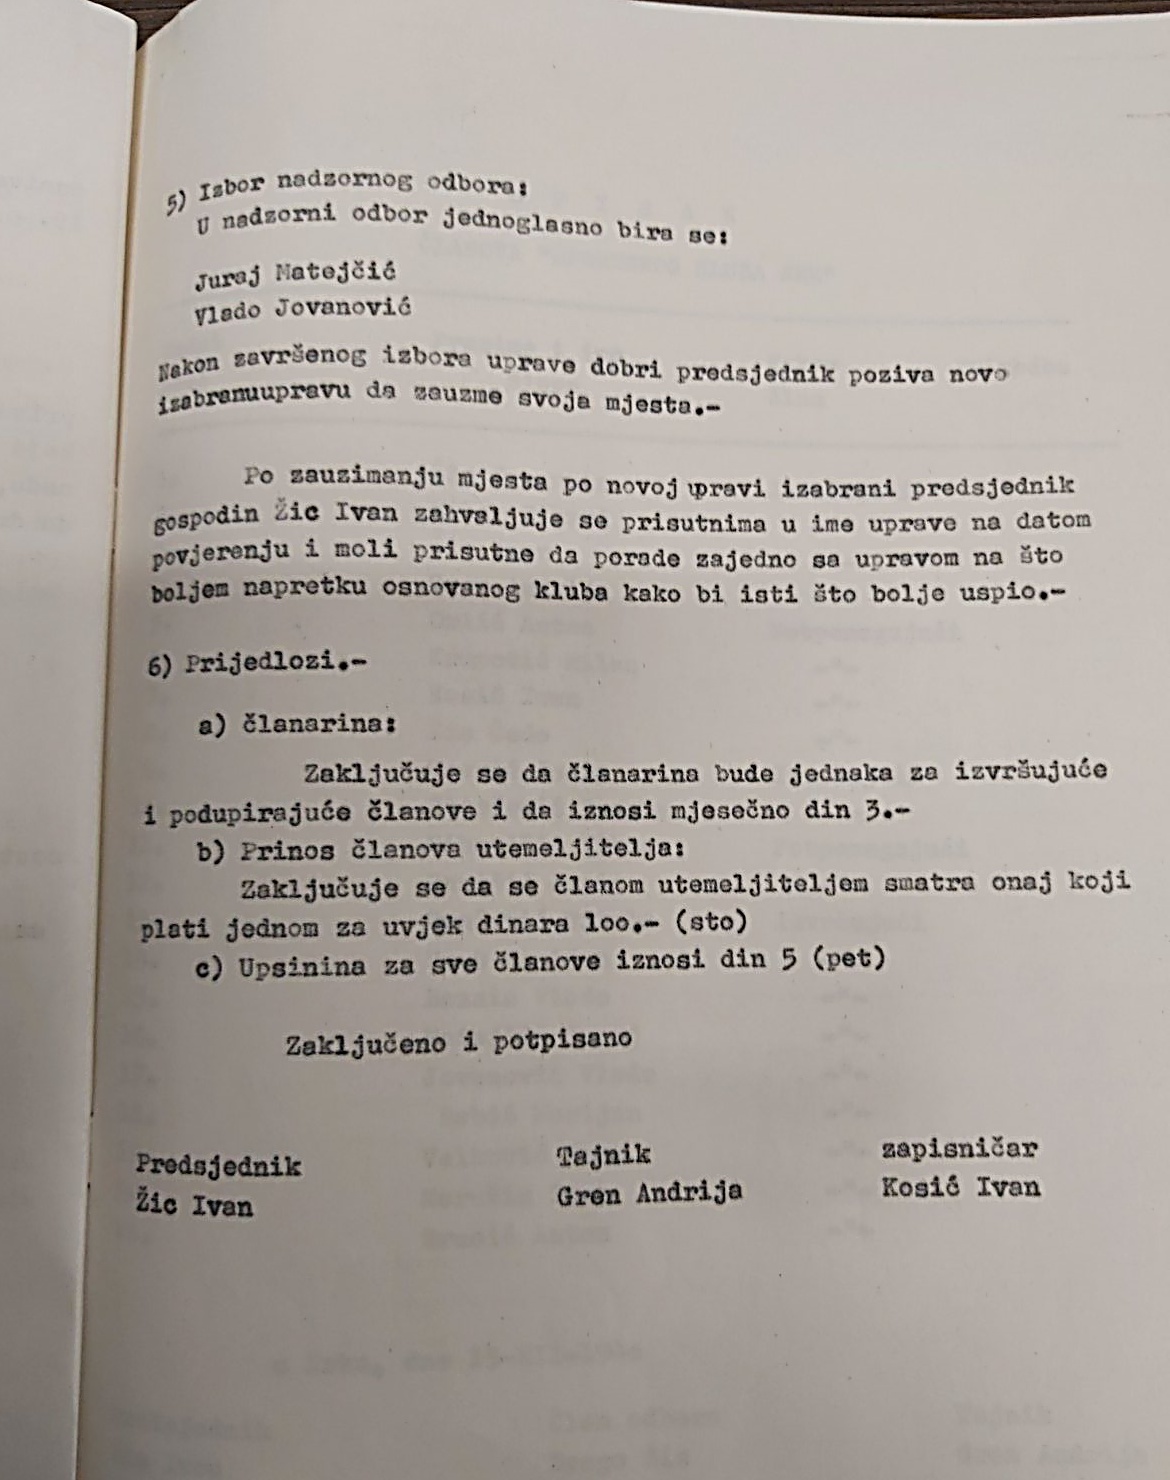 5) Izbor nadzornog odbora:
U nadzorni odbor jednoglasno bira se:
Juraj Matejčić
Vlado Jovanović
Nakon završenog izbora uprave dobri predsjednik poziva novo
izabranuupravu da zauzme svoja mjesta.-
Po zauzimanju mjesta po novoj upravi izabrani predsjednik
gospodin Žic Ivan zahvaljuje se prisutnima u ime uprave na datom
povjerenju i moli prisutne da porade zajedno sa upravom na što
boljem napretku osnovanog kluba kako bi isti što bolje uspio.-
6) Prijedlozi.-
a) članarina:
Zaključuje se da članarina bude jednaka za izvršujuće
i podupirajuće članove i da iznosi mjesečno din 3.-
b) Prinos članova utemeljitelja:
Zaključuje se da se članom utemeljiteljem smatra onaj koji
plati jednom za uvjek dinara loo.- (sto)
c) Upsinina za sve članove iznosi din 5 (pet)
Zaključeno i potpisano
Predsjednik Tajnik zapisničar
Žic Ivan Gren Andrija Kosić Ivan